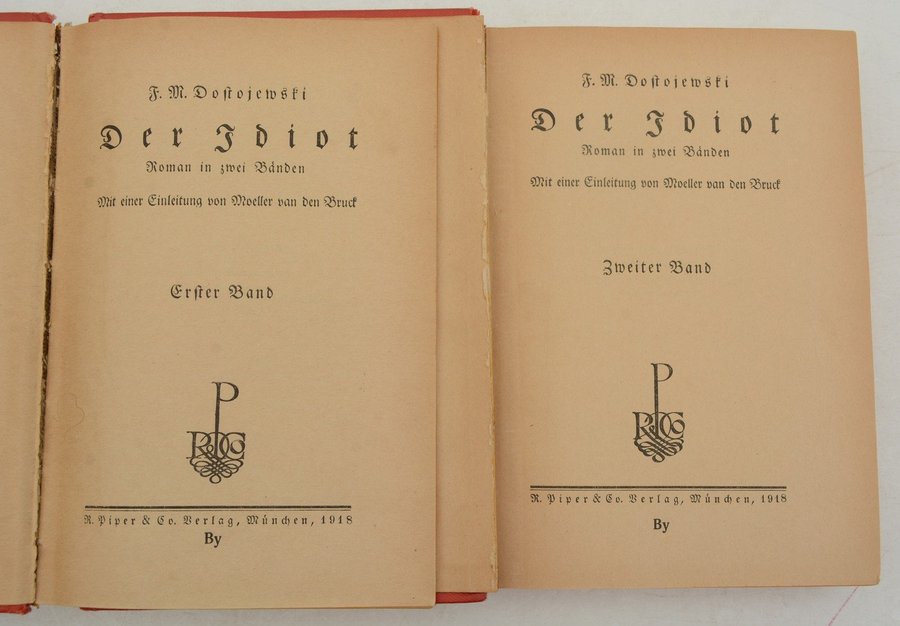 F. M. Dostojewski
Der Idiot
Roman in zwei Bänden
Mit einer Einleitung von Moeller van den Bruck
Erster Band
P
R & Co
R. Piper & Co. Verlag, München, 1918
By
F. M. Dostojewski
Der Idiot
Roman in zwei Bänden
Mit einer Einleitung von Moeller van den Bruck
Zweiter Band
P
R & Co
R. Piper & Co. Verlag, München, 1918
By